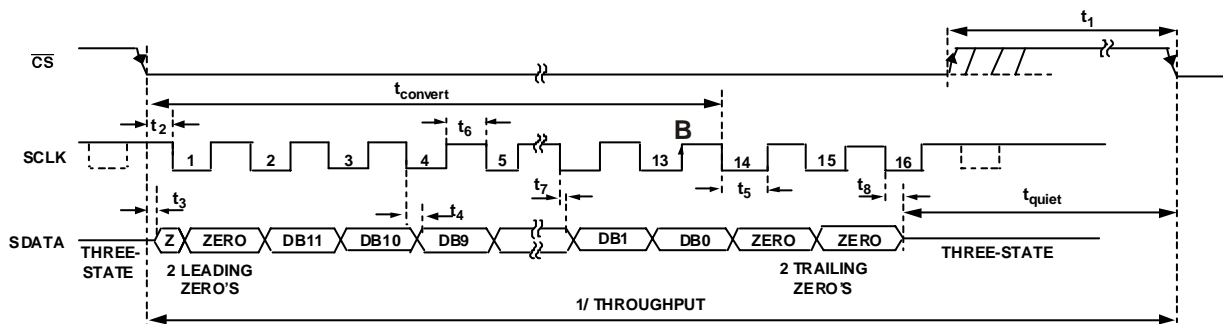 t1
CS
tconvert
t2
t6
B
SCLK
1
2
3
4
5
13
14
15
16
t3
t4
t7
t5
t8
tquiet
SDATA
THREE-
STATE
Z
ZERO
DB11
DB10
DB9
DB1
DB0
ZERO
ZERO
THREE-STATE
2 LEADING
ZERO'S
2 TRAILING
ZERO'S
1/ THROUGHPUT